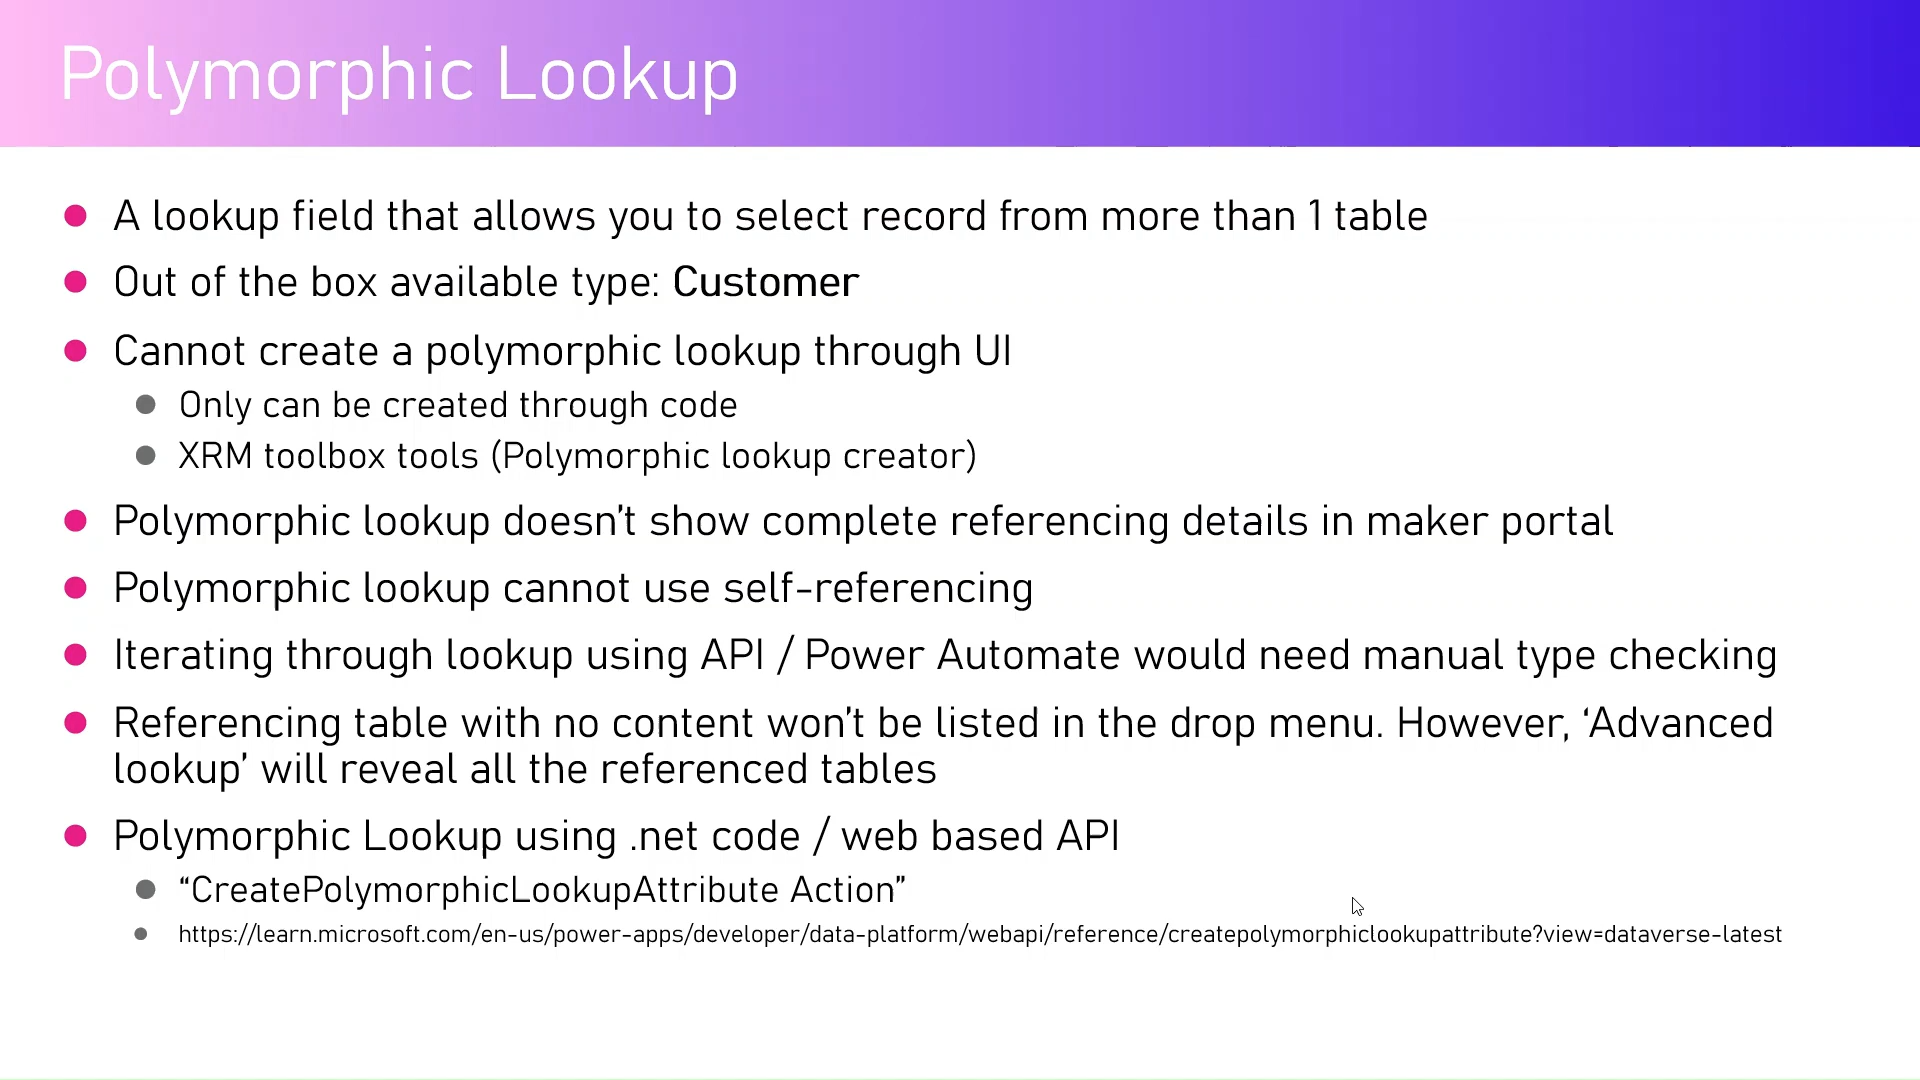 Polymorphic Lookup
A lookup field that allows you to select record from more than 1 table
Out of the box available type: Customer
Cannot create a polymorphic lookup through UI
Only can be created through code
XRM toolbox tools (Polymorphic lookup creator)
Polymorphic lookup doesn’t show complete referencing details in maker portal
Polymorphic lookup cannot use self-referencing
Iterating through lookup using API / Power Automate would need manual type checking
Referencing table with no content won’t be listed in the drop menu. However, ‘Advanced
lookup’ will reveal all the referenced tables
Polymorphic Lookup using .net code / web based API
“CreatePolymorphicLookupAttribute Action”
https://learn.microsoft.com/en-us/power-apps/developer/data-platform/webapi/reference/createpolymorphiclookupattribute?view=dataverse-latest